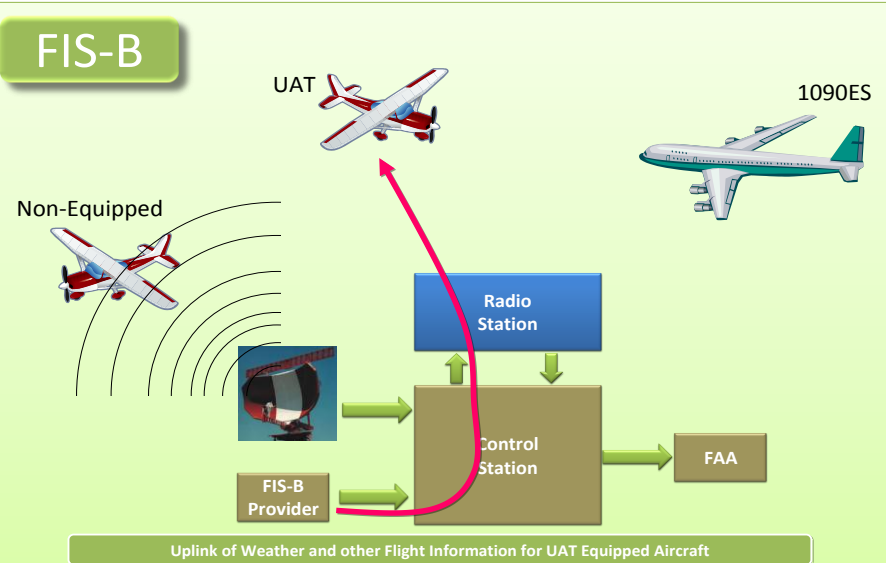 FIS-B
UAT
1090ES
Non-Equipped
Radio
Station
Control
Station
FAA
FIS-B
Provider
Uplink of Weather and other Flight Information for UAT Equipped Aircraft